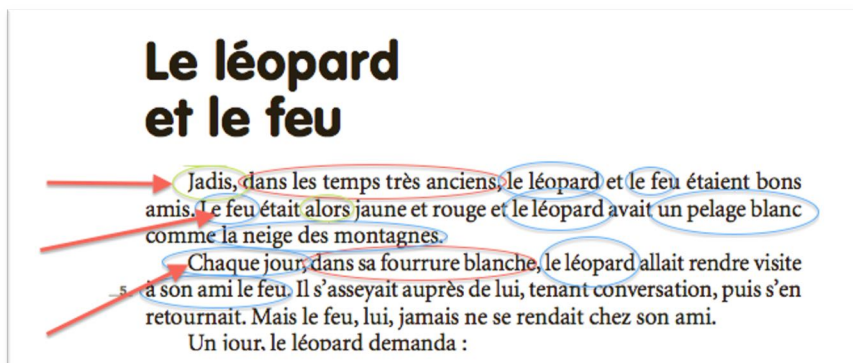 Le léopard
et le feu
Jadis, dans les temps très anciens, le léopard et le feu étaient bons
amis. Le feu était alors jaune et rouge et le léopard avait un pelage blanc
comme la neige des montagnes.
Chaque jour, dans sa fourrure blanche, le léopard allait rendre visite
5 à son ami le feu. Il s'asseyait auprès de lui, tenant conversation, puis s'en
retournait. Mais le feu, lui, jamais ne se rendait chez son ami.
Un jour, le léopard demanda :